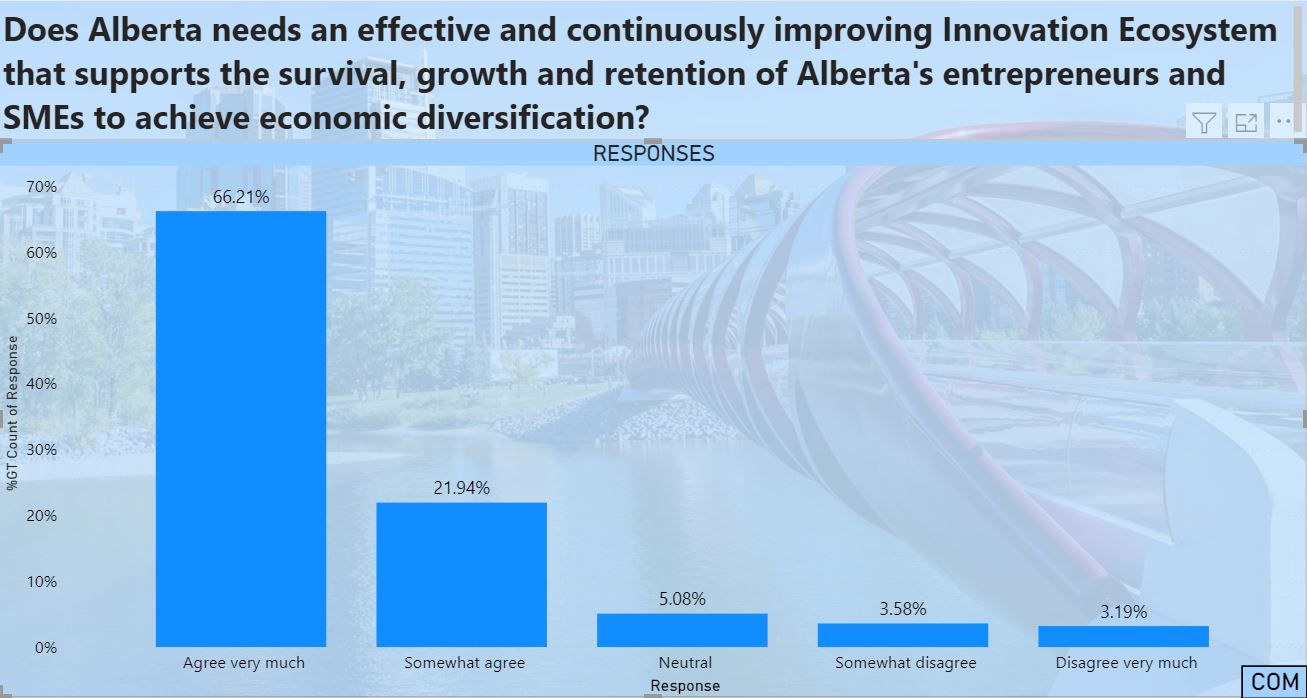 Does Alberta needs an effective and continuously improving Innovation Ecosystem
that supports the survival, growth and retention of Alberta's entrepreneurs and
SMEs to achieve economic diversification?
RESPONSES
%GT Count of Response
70%
60%
50%
40%
30%
20%
10%
0%
66.21%
21.94%
5.08%
3.58%
3.19%
Agree very much
Somewhat agree
Neutral
Somewhat disagree
Disagree very much
Response
COM